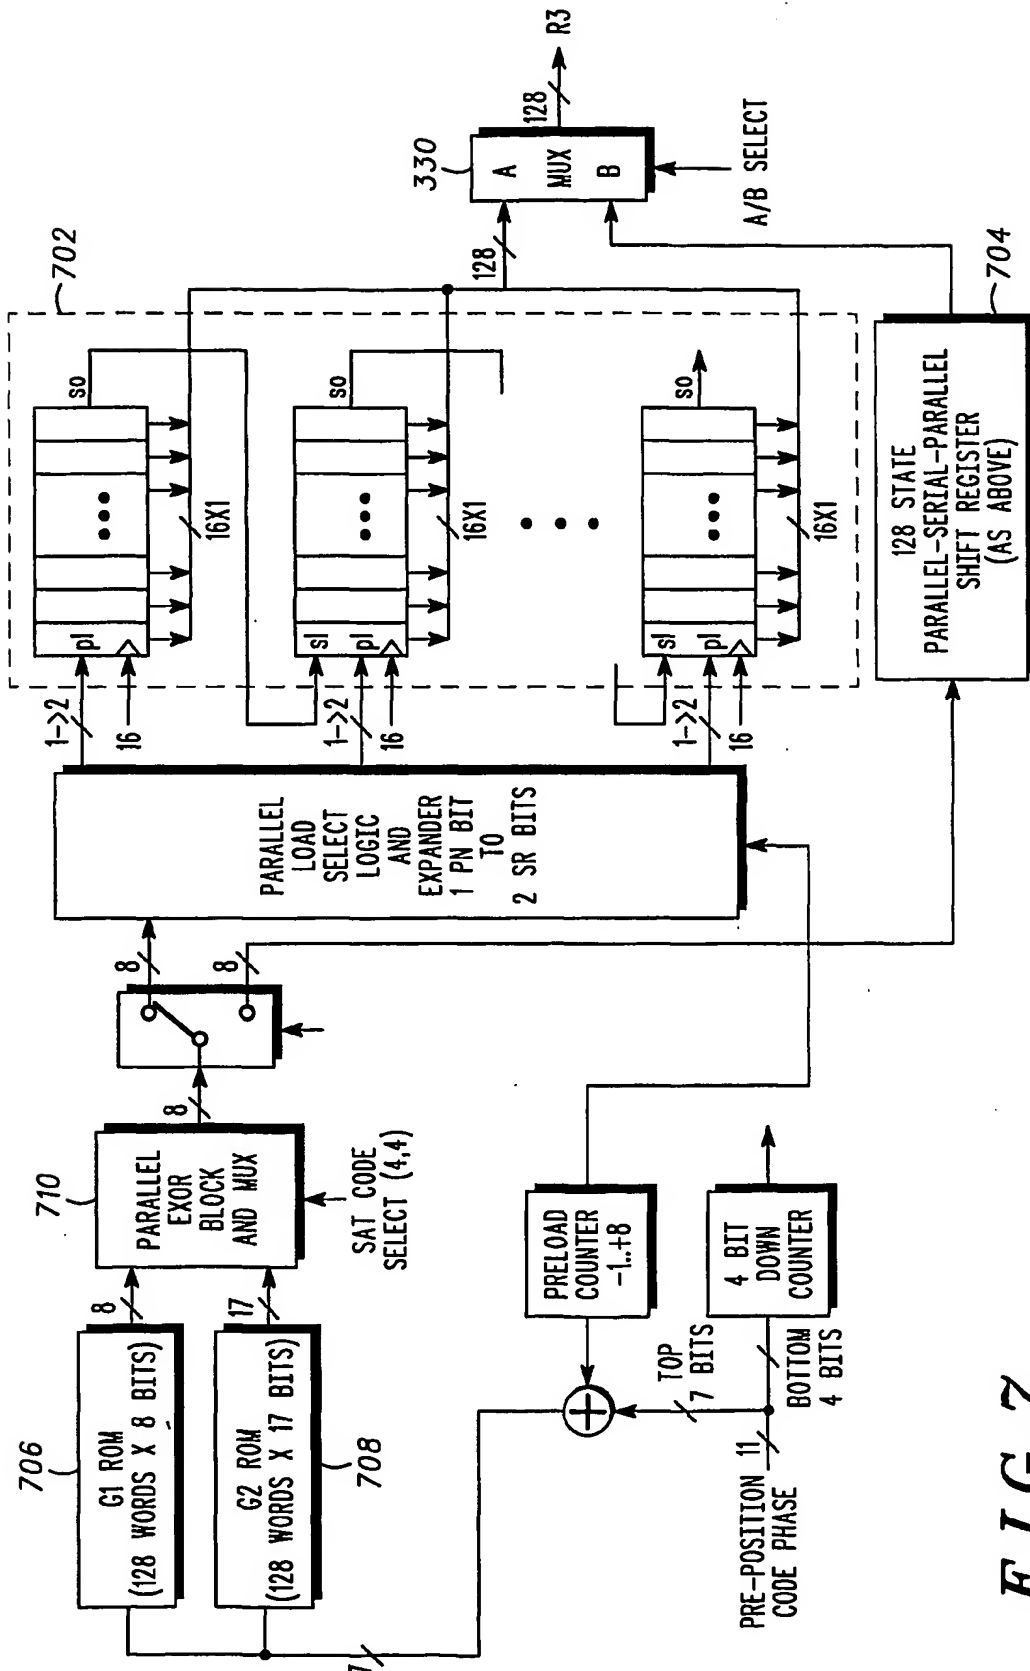 706
G1 ROM
(128 WORDS X 8 BITS)
8
G2 ROM
(128 WORDS X 17 BITS)
17
708
7
710
PARALLEL
EXOR
BLOCK
AND MUX
SAT CODE
SELECT (4,4)
8
8
8
PARALLEL
LOAD
SELECT
LOGIC
AND
EXPANDER
1 PN BIT
TO
2 SR BITS
PRE-POSITION
CODE PHASE
11
TOP
7 BITS
BOTTOM
4 BITS
PRELOAD
COUNTER
-1..+8
4 BIT
DOWN
COUNTER
702
1->2
16
pl
so
16X1
1->2
16
sl
pl
so
16X1
1->2
16
sl
pl
so
16X1
128
330
A
MUX
B
128
R3
A/B SELECT
704
128 STATE
PARALLEL-SERIAL-PARALLEL
SHIFT REGISTER
(AS ABOVE)
FIG.7